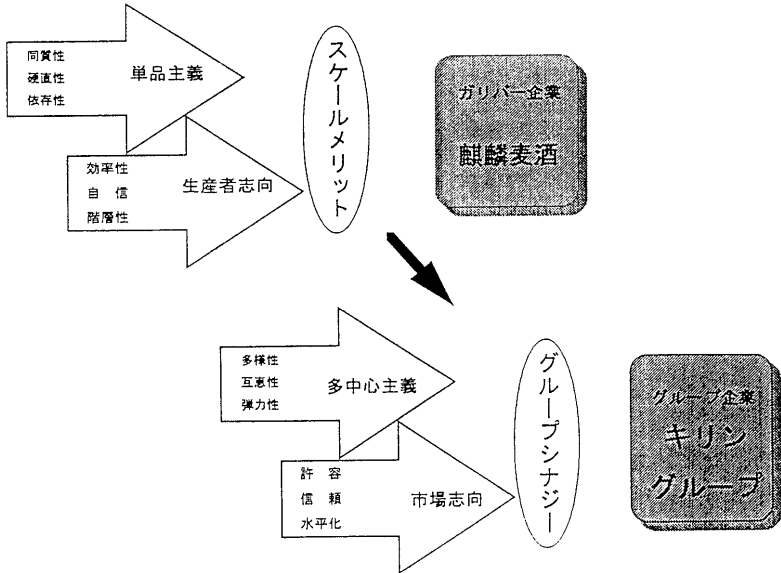 同質性
硬直性
依存性
単品主義
効率性
自　信
階層性
生産者志向
スケールメリット
ガリバー企業
麒麟麦酒
多様性
互恵性
弾力性
多中心主義
許　容
信　頼
水平化
市場志向
グループシナジー
グループ企業
キリン
グループ